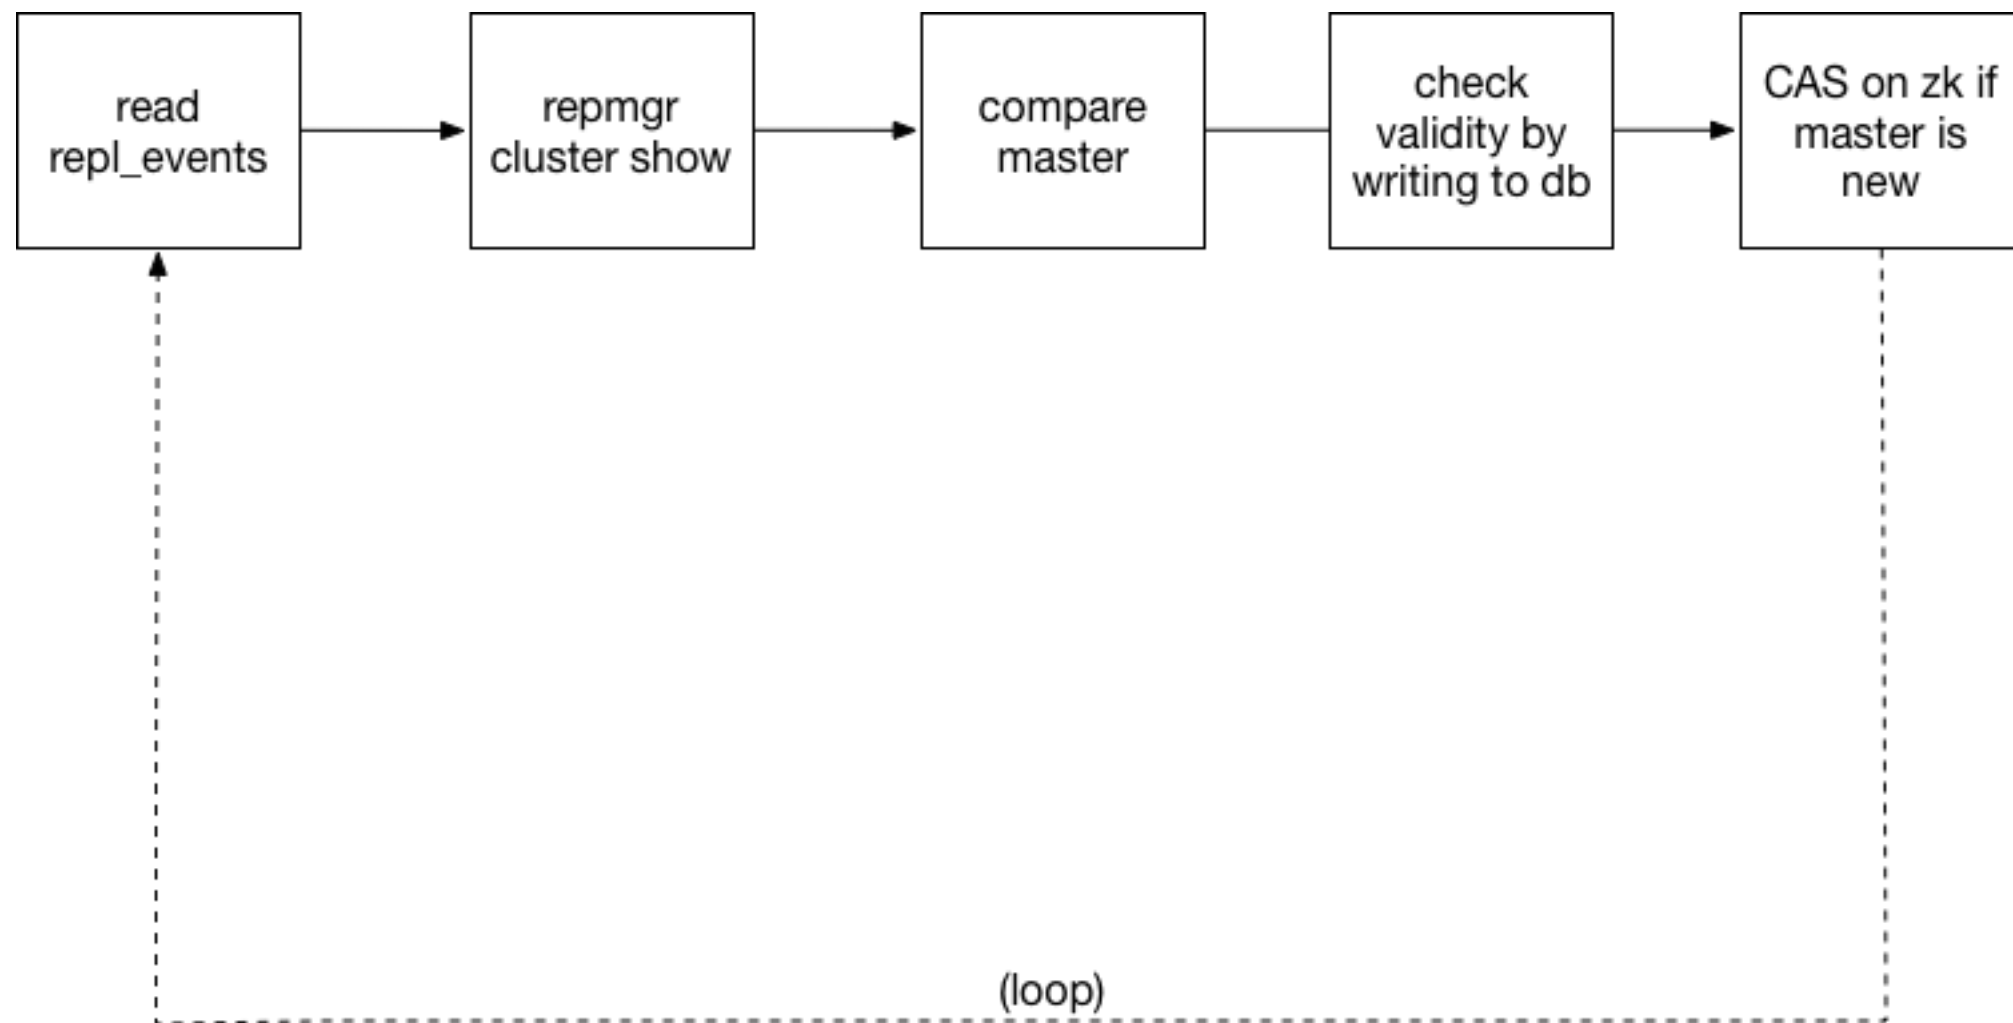 read
repl_events
repmgr
cluster show
compare
master
check
validity by
writing to db
CAS on zk if
master is
new
(loop)